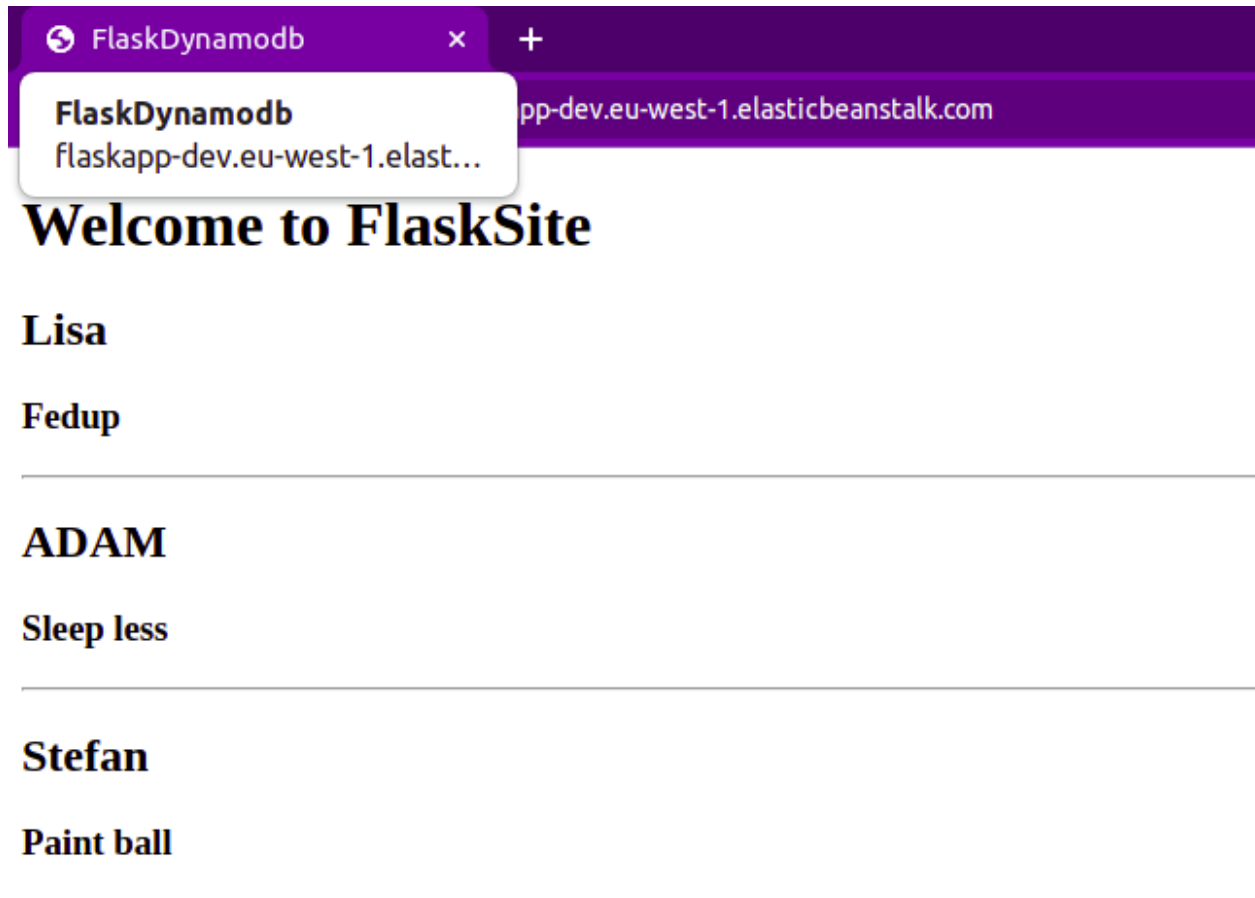 FlaskDynamodb
FlaskDynamodb
flaskapp-dev.eu-west-1.elast…
pp-dev.eu-west-1.elasticbeanstalk.com
Welcome to FlaskSite
Lisa
Fedup
ADAM
Sleep less
Stefan
Paint ball